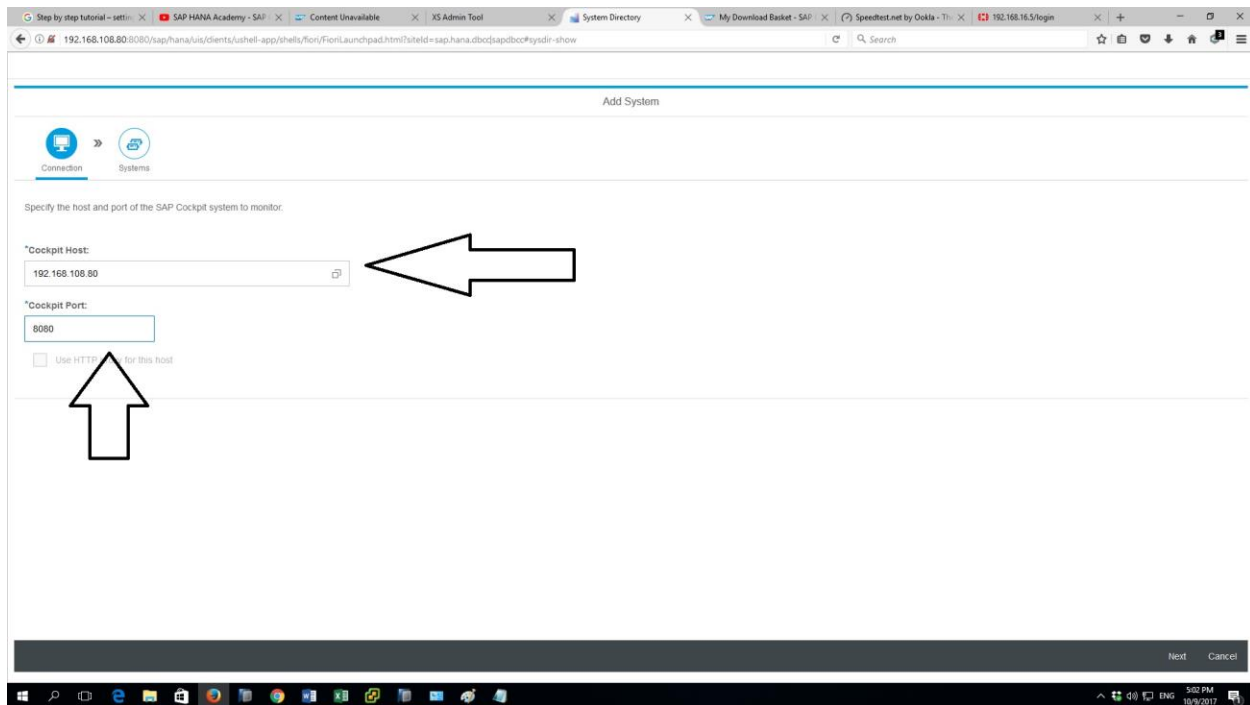 Step by step tutorial – settin
SAP HANA Academy - SAP
Content Unavailable
XS Admin Tool
System Directory
My Download Basket - SAP
Speedtest.net by Ookla - Th
192.168.16.5/login
192.168.108.80:8080/sap/hana/uis/clients/ushell-app/shells/fiori/FioriLaunchpad.html?siteId=sap.hana.dbcc|sapdbcc#sysdir-show
Search
3
Add System
Connection
Systems
Specify the host and port of the SAP Cockpit system to monitor.
*Cockpit Host:
192.168.108.80
*Cockpit Port:
8080
Use HTTP for this host
Next Cancel
ENG
5:02 PM
10/9/2017